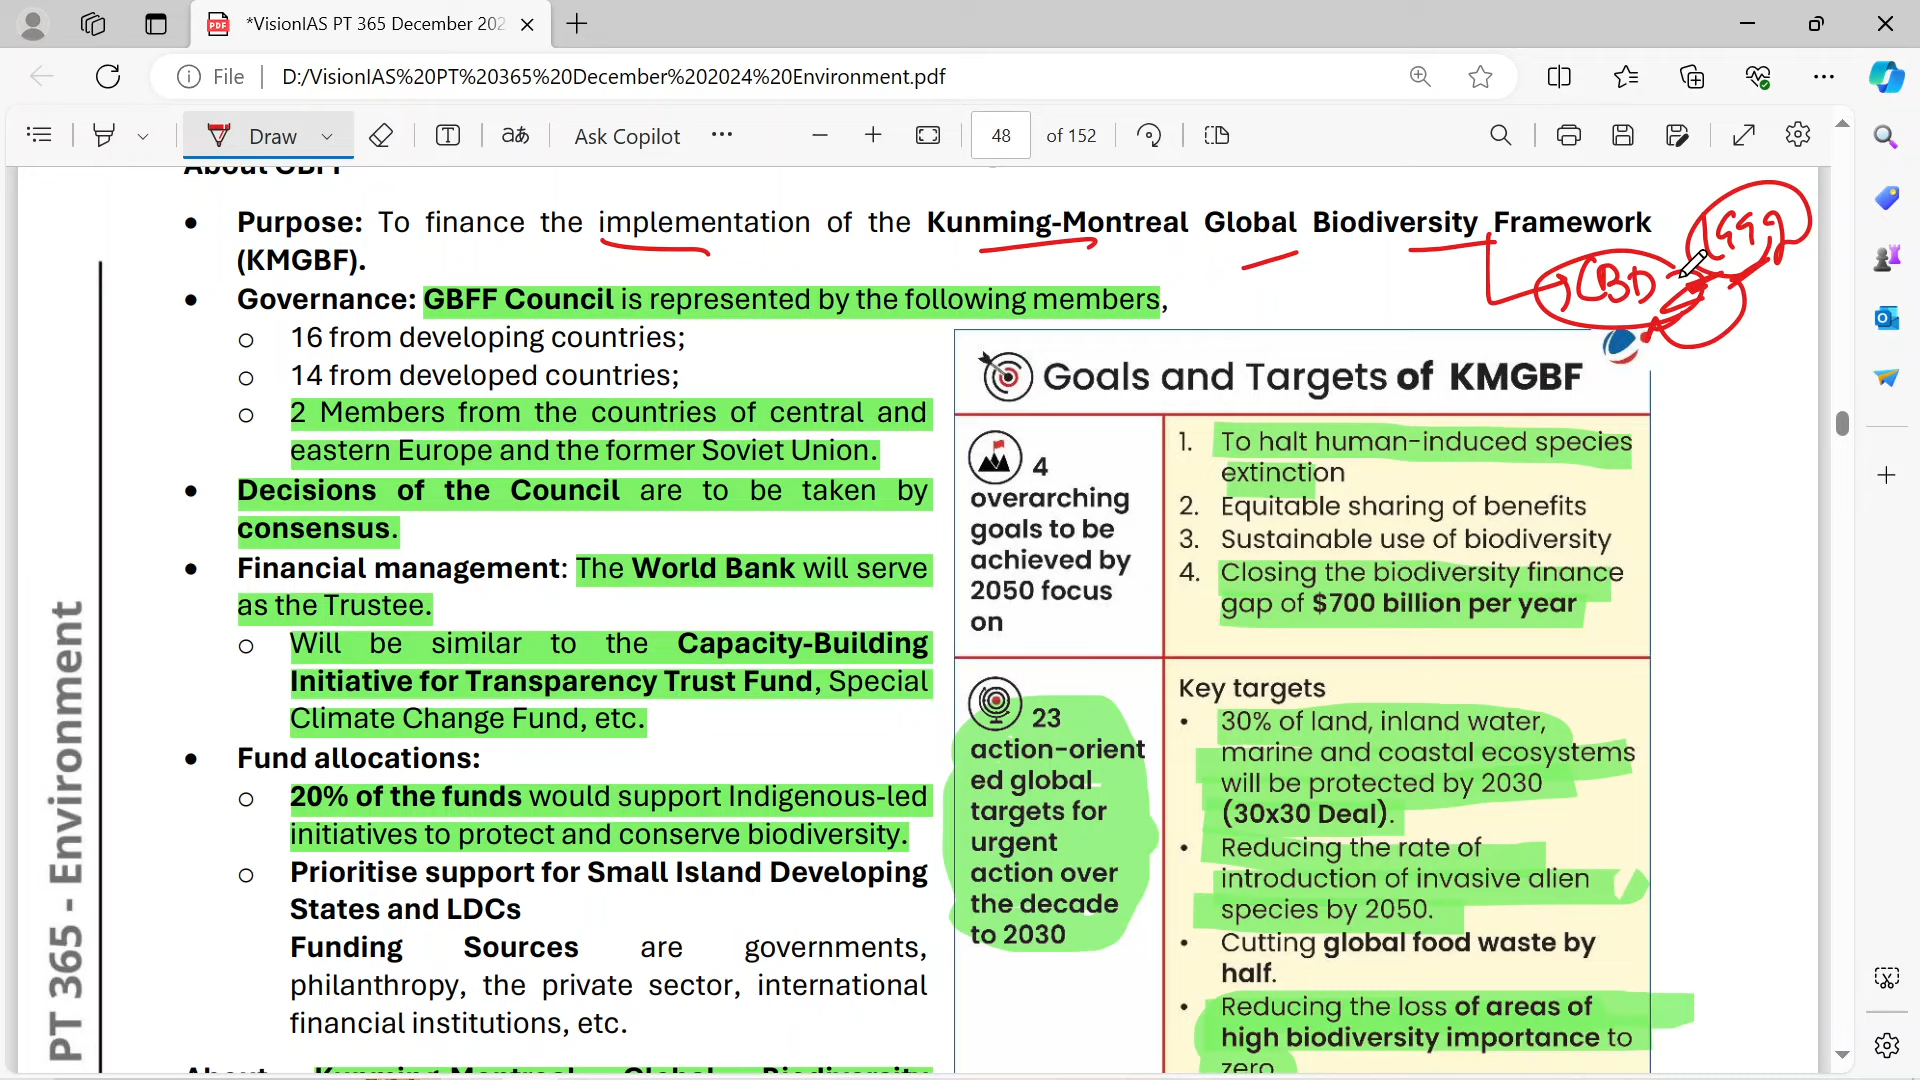 *VisionIAS PT 365 December 202
File
D:/VisionIAS%20PT%20365%20December%202024%20Environment.pdf
Draw
aあ
Ask Copilot
48
of 152
About GBFF
• Purpose: To finance the implementation of the Kunming-Montreal Global Biodiversity Framework
(KMGBF).
CBD
• Governance: GBFF Council is represented by the following members,
o 16 from developing countries;
o 14 from developed countries;
o 2 Members from the countries of central and
eastern Europe and the former Soviet Union.
• Decisions of the Council are to be taken by
consensus.
• Financial management: The World Bank will serve
as the Trustee.
o Will be similar to the Capacity-Building
Initiative for Transparency Trust Fund, Special
Climate Change Fund, etc.
• Fund allocations:
o 20% of the funds would support Indigenous-led
initiatives to protect and conserve biodiversity.
o Prioritise support for Small Island Developing
States and LDCs
Funding Sources are governments,
philanthropy, the private sector, international
financial institutions, etc.
About Kunming-Montreal Global Biodiversity
Goals and Targets of KMGBF
4
overarching
goals to be
achieved by
2050 focus
on
1. To halt human-induced species
extinction
2. Equitable sharing of benefits
3. Sustainable use of biodiversity
4. Closing the biodiversity finance
gap of $700 billion per year
23
action-orient
ed global
targets for
urgent
action over
the decade
to 2030
Key targets
• 30% of land, inland water,
marine and coastal ecosystems
will be protected by 2030
(30x30 Deal).
• Reducing the rate of
introduction of invasive alien
species by 2050.
• Cutting global food waste by
half.
• Reducing the loss of areas of
high biodiversity importance to
zero
PT 365 - Environment